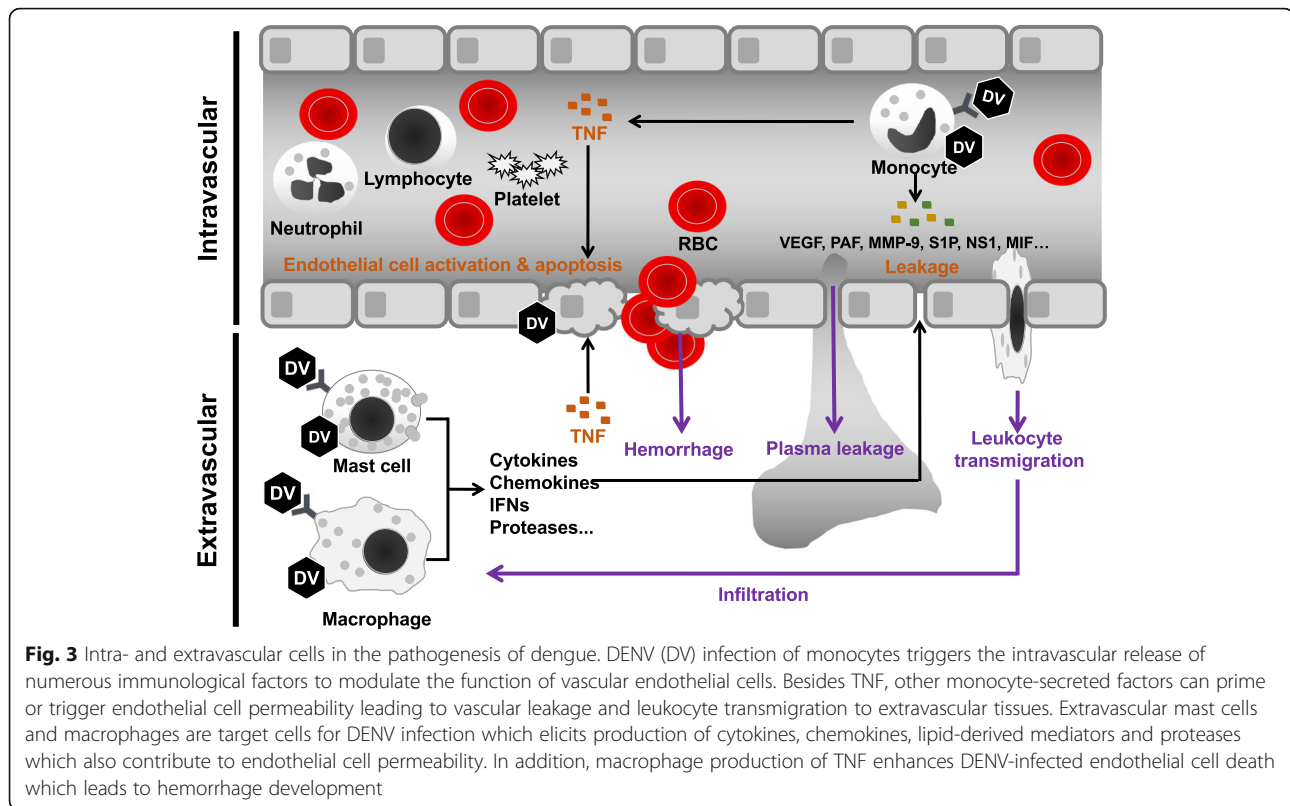 Intravascular
Extravascular
TNF
DV
DV
Monocyte
Lymphocyte
Platelet
Neutrophil
RBC
VEGF, PAF, MMP-9, S1P, NS1, MIF...
Endothelial cell activation & apoptosis
Leakage
DV
DV
DV
Mast cell
TNF
Hemorrhage
Plasma leakage
Leukocyte
transmigration
Cytokines
Chemokines
IFNs
Proteases...
DV
DV
Macrophage
Infiltration
Fig. 3 Intra- and extravascular cells in the pathogenesis of dengue. DENV (DV) infection of monocytes triggers the intravascular release of
numerous immunological factors to modulate the function of vascular endothelial cells. Besides TNF, other monocyte-secreted factors can prime
or trigger endothelial cell permeability leading to vascular leakage and leukocyte transmigration to extravascular tissues. Extravascular mast cells
and macrophages are target cells for DENV infection which elicits production of cytokines, chemokines, lipid-derived mediators and proteases
which also contribute to endothelial cell permeability. In addition, macrophage production of TNF enhances DENV-infected endothelial cell death
which leads to hemorrhage development